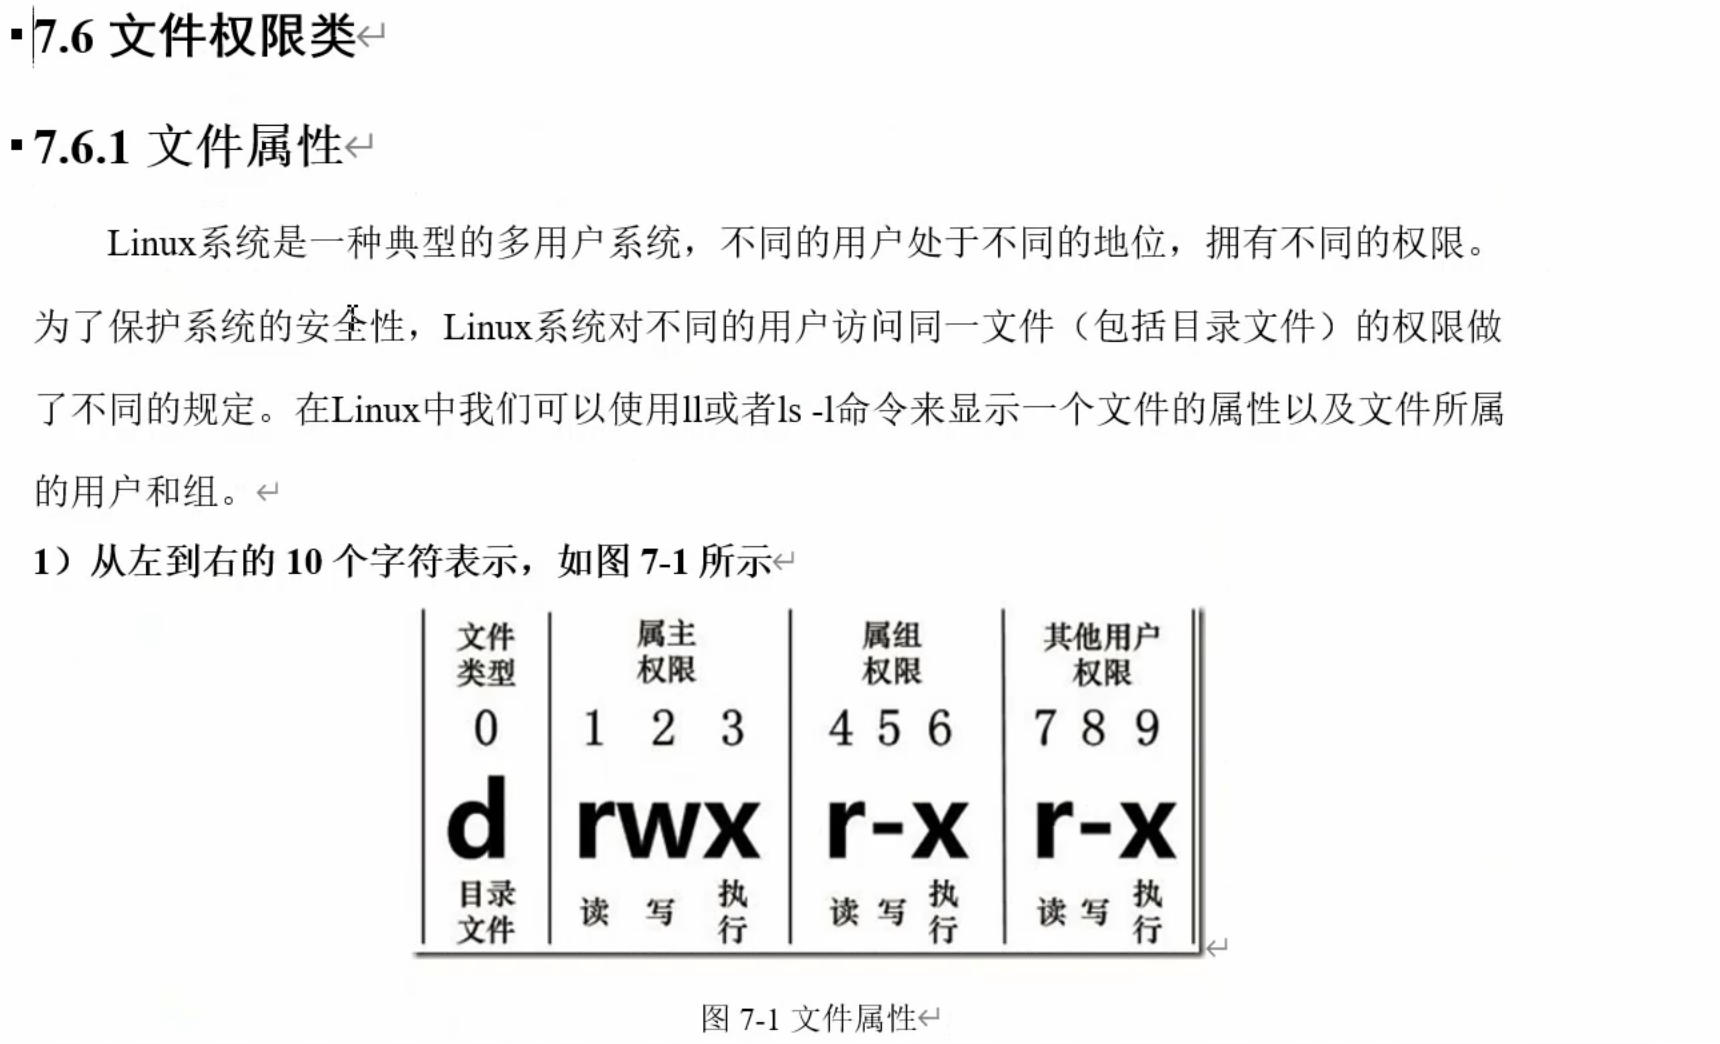 7.6 文件权限类
7.6.1 文件属性
Linux系统是一种典型的多用户系统，不同的用户处于不同的地位，拥有不同的权限。
为了保护系统的安全性，Linux系统对不同的用户访问同一文件（包括目录文件）的权限做
了不同的规定。在Linux中我们可以使用ll或者ls -l命令来显示一个文件的属性以及文件所属
的用户和组。
1）从左到右的 10 个字符表示，如图 7-1 所示
文件 属主 属组 其他用户
类型 权限 权限 权限
0 1 2 3 4 5 6 7 8 9
d rwx r-x r-x
目录 执 执 执
读 写 读 写 读 写
文件 行 行 行
图 7-1 文件属性